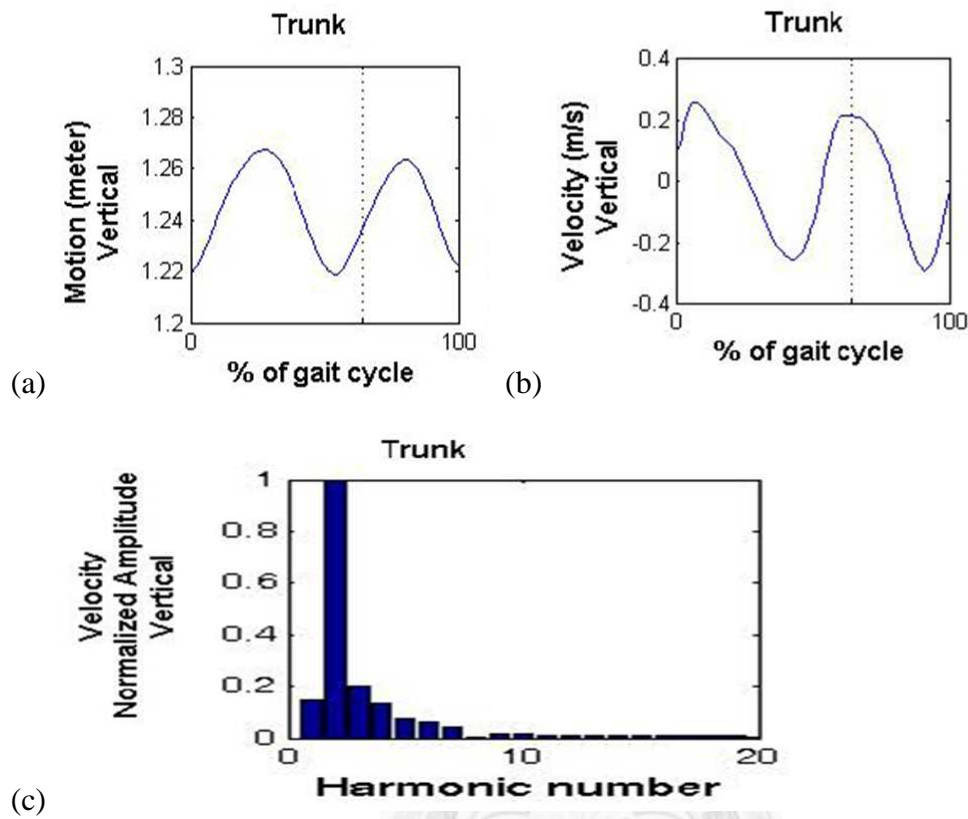 Trunk
1.3
1.28
1.26
1.24
1.22
1.2
Motion (meter)
Vertical
0
100
% of gait cycle
(a)
Trunk
0.4
0.2
0
-0.2
-0.4
Velocity (m/s)
Vertical
0
100
% of gait cycle
(b)
Trunk
1
0.8
0.6
0.4
0.2
0
Velocity
Normalized Amplitude
Vertical
0
10
20
Harmonic number
(c)